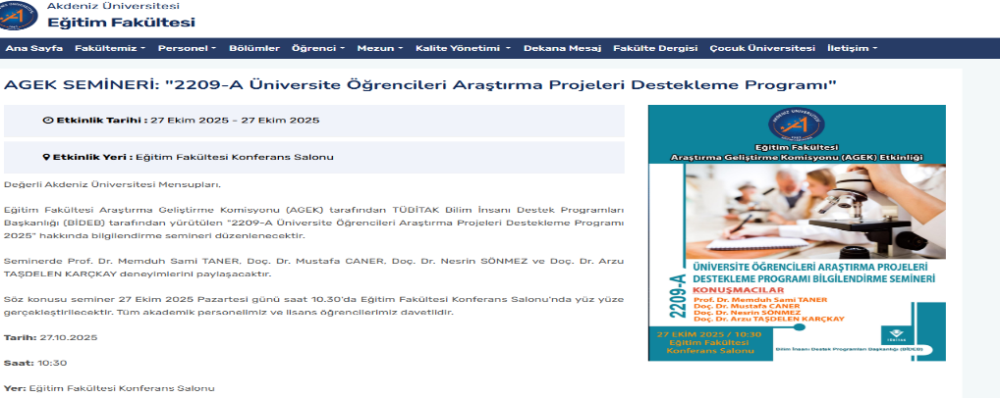 Akdeniz Üniversitesi
Eğitim Fakültesi
Ana Sayfa Fakültemiz Personel Bölümler Öğrenci Mezun Kalite Yönetimi Dekana Mesaj Fakülte Dergisi Çocuk Üniversitesi İletişim
AGEK SEMİNERİ: "2209-A Üniversite Öğrencileri Araştırma Projeleri Destekleme Programı"
Etkinlik Tarihi : 27 Ekim 2025 - 27 Ekim 2025
Etkinlik Yeri : Eğitim Fakültesi Konferans Salonu
Değerli Akdeniz Üniversitesi Mensupları,
Eğitim Fakültesi Araştırma Geliştirme Komisyonu (AGEK) tarafından TÜBİTAK Bilim İnsanı Destek Programları
Başkanlığı (BİDEB) tarafından yürütülen "2209-A Üniversite Öğrencileri Araştırma Projeleri Destekleme Programı
2025" hakkında bilgilendirme semineri düzenlenecektir.
Seminerde Prof. Dr. Memduh Sami TANER, Doç. Dr. Mustafa CANER, Doç. Dr. Nesrin SÖNMEZ ve Doç. Dr. Arzu
TAŞDELEN KARÇKAY deneyimlerini paylaşacaktır.
Söz konusu seminer 27 Ekim 2025 Pazartesi günü saat 10.30'da Eğitim Fakültesi Konferans Salonu'nda yüz yüze
gerçekleştirilecektir. Tüm akademik personelimiz ve lisans öğrencilerimiz davetlidir.
Tarih: 27.10.2025
Saat: 10:30
Yer: Eğitim Fakültesi Konferans Salonu
Eğitim Fakültesi
Araştırma Geliştirme Komisyonu (AGEK) Etkinliği
2209-A
ÜNİVERSİTE ÖĞRENCİLERİ ARAŞTIRMA PROJELERİ
DESTEKLEME PROGRAMI BİLGİLENDİRME SEMİNERİ
KONUŞMACILAR
Prof. Dr. Memduh Sami TANER
Doç. Dr. Mustafa CANER
Doç. Dr. Nesrin SÖNMEZ
Doç. Dr. Arzu TAŞDELEN KARÇKAY
27 EKİM 2025 / 10:30
Eğitim Fakültesi
Konferans Salonu
TÜBİTAK
Bilim İnsanı Destek Programları Başkanlığı (BİDEB)